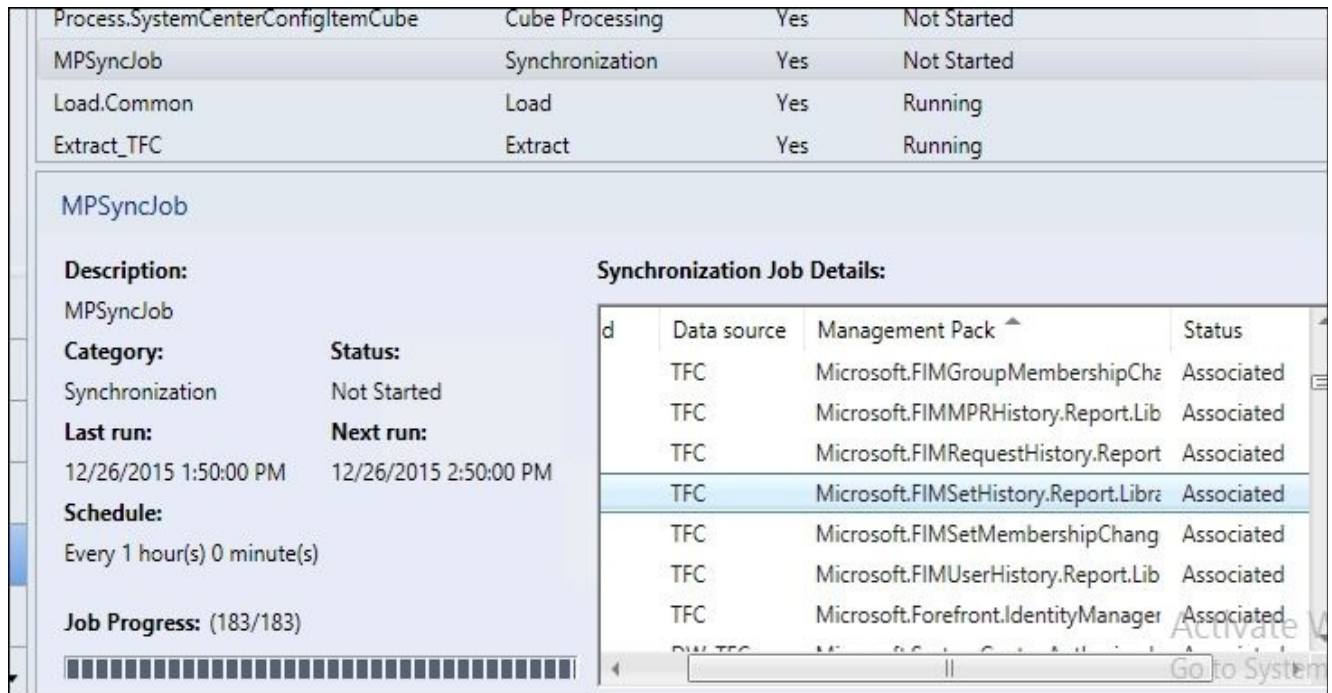 Process.SystemCenterConfigItemCube Cube Processing Yes Not Started
MPSyncJob Synchronization Yes Not Started
Load.Common Load Yes Running
Extract_TFC Extract Yes Running
MPSyncJob
Description:
MPSyncJob
Category: Status:
Synchronization Not Started
Last run: Next run:
12/26/2015 1:50:00 PM 12/26/2015 2:50:00 PM
Schedule:
Every 1 hour(s) 0 minute(s)
Job Progress: (183/183)
Synchronization Job Details:
d Data source Management Pack Status
TFC Microsoft.FIMGroupMembershipCha Associated
TFC Microsoft.FIMMPRHistory.Report.Lib Associated
TFC Microsoft.FIMRequestHistory.Report Associated
TFC Microsoft.FIMSetHistory.Report.Libra Associated
TFC Microsoft.FIMSetMembershipChang Associated
TFC Microsoft.FIMUserHistory.Report.Lib Associated
TFC Microsoft.Forefront.IdentityManager Associated
Activate W
Go to System